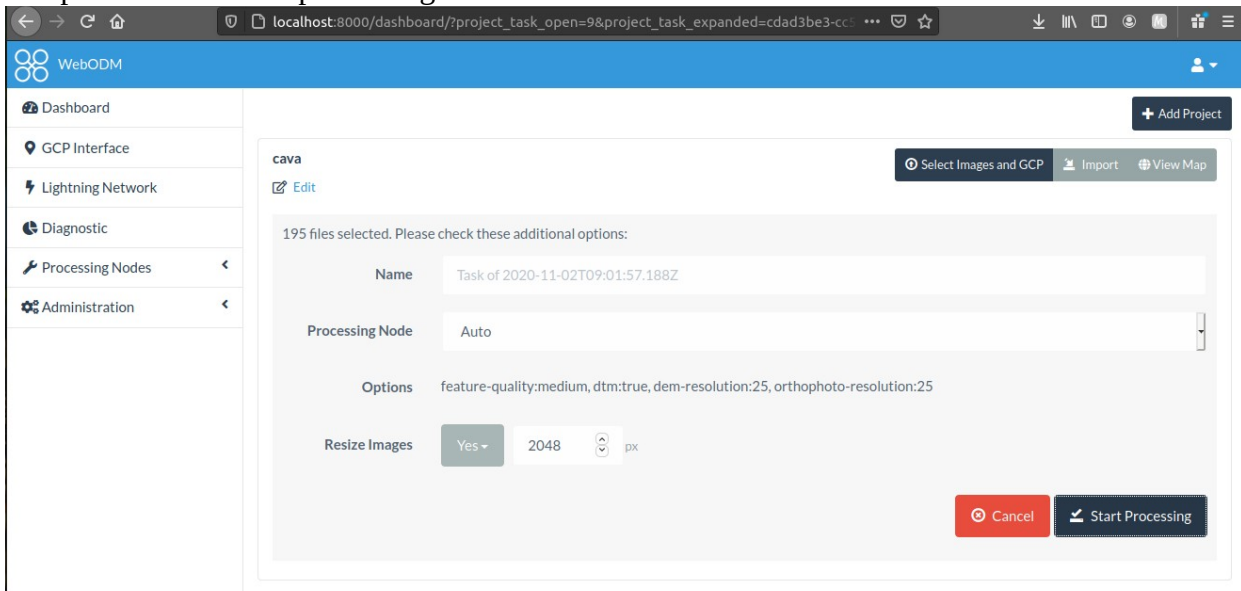 localhost:8000/dashboard/?project_task_open=9&project_task_expanded=cdad3be3-cc5
WebODM
Dashboard
GCP Interface
Lightning Network
Diagnostic
Processing Nodes
Administration
Add Project
cava
Edit
Select Images and GCP
Import
View Map
195 files selected. Please check these additional options:
Name Task of 2020-11-02T09:01:57.188Z
Processing Node Auto
Options feature-quality:medium, dtm:true, dem-resolution:25, orthophoto-resolution:25
Resize Images Yes 2048 px
Cancel
Start Processing